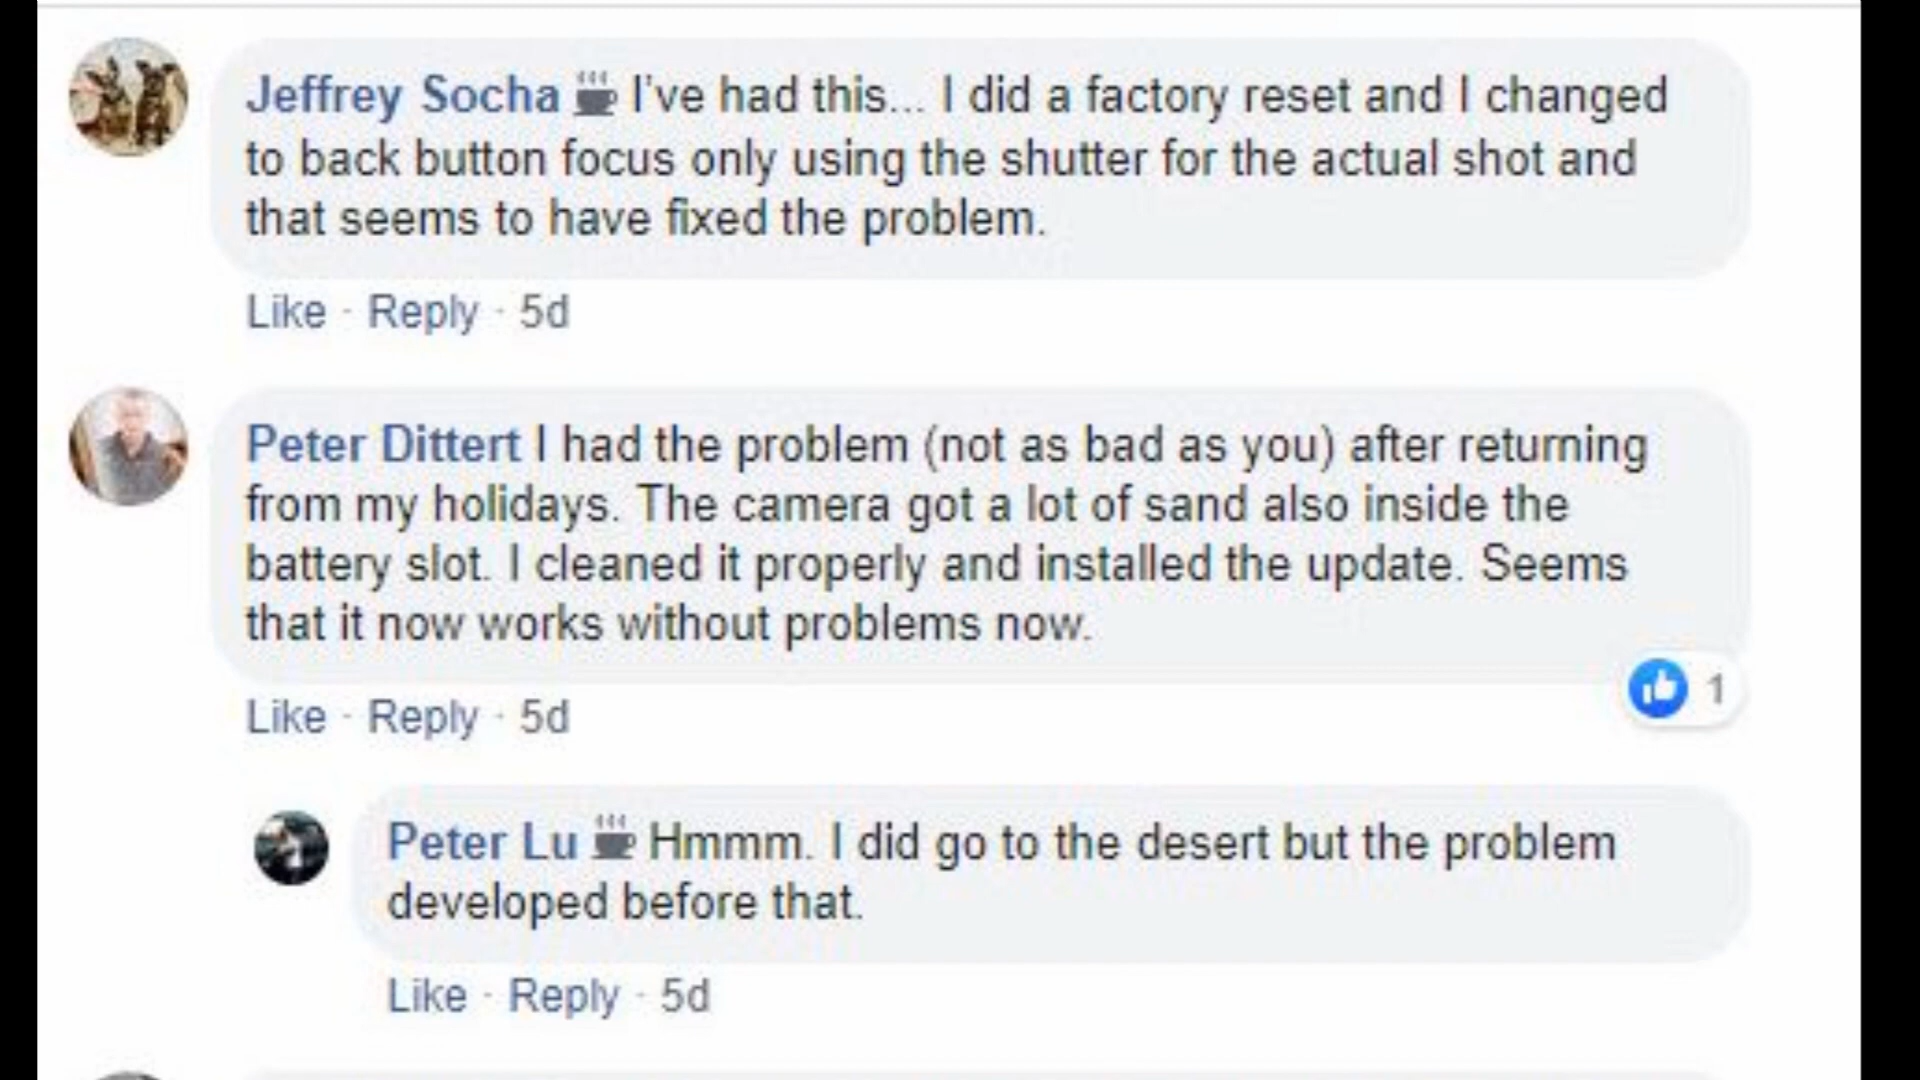 Jeffrey Socha ☕ I've had this... I did a factory reset and I changed
to back button focus only using the shutter for the actual shot and
that seems to have fixed the problem.
Like · Reply · 5d
Peter Dittert I had the problem (not as bad as you) after returning
from my holidays. The camera got a lot of sand also inside the
battery slot. I cleaned it properly and installed the update. Seems
that it now works without problems now.
1
Like · Reply · 5d
Peter Lu ☕ Hmmm. I did go to the desert but the problem
developed before that.
Like · Reply · 5d